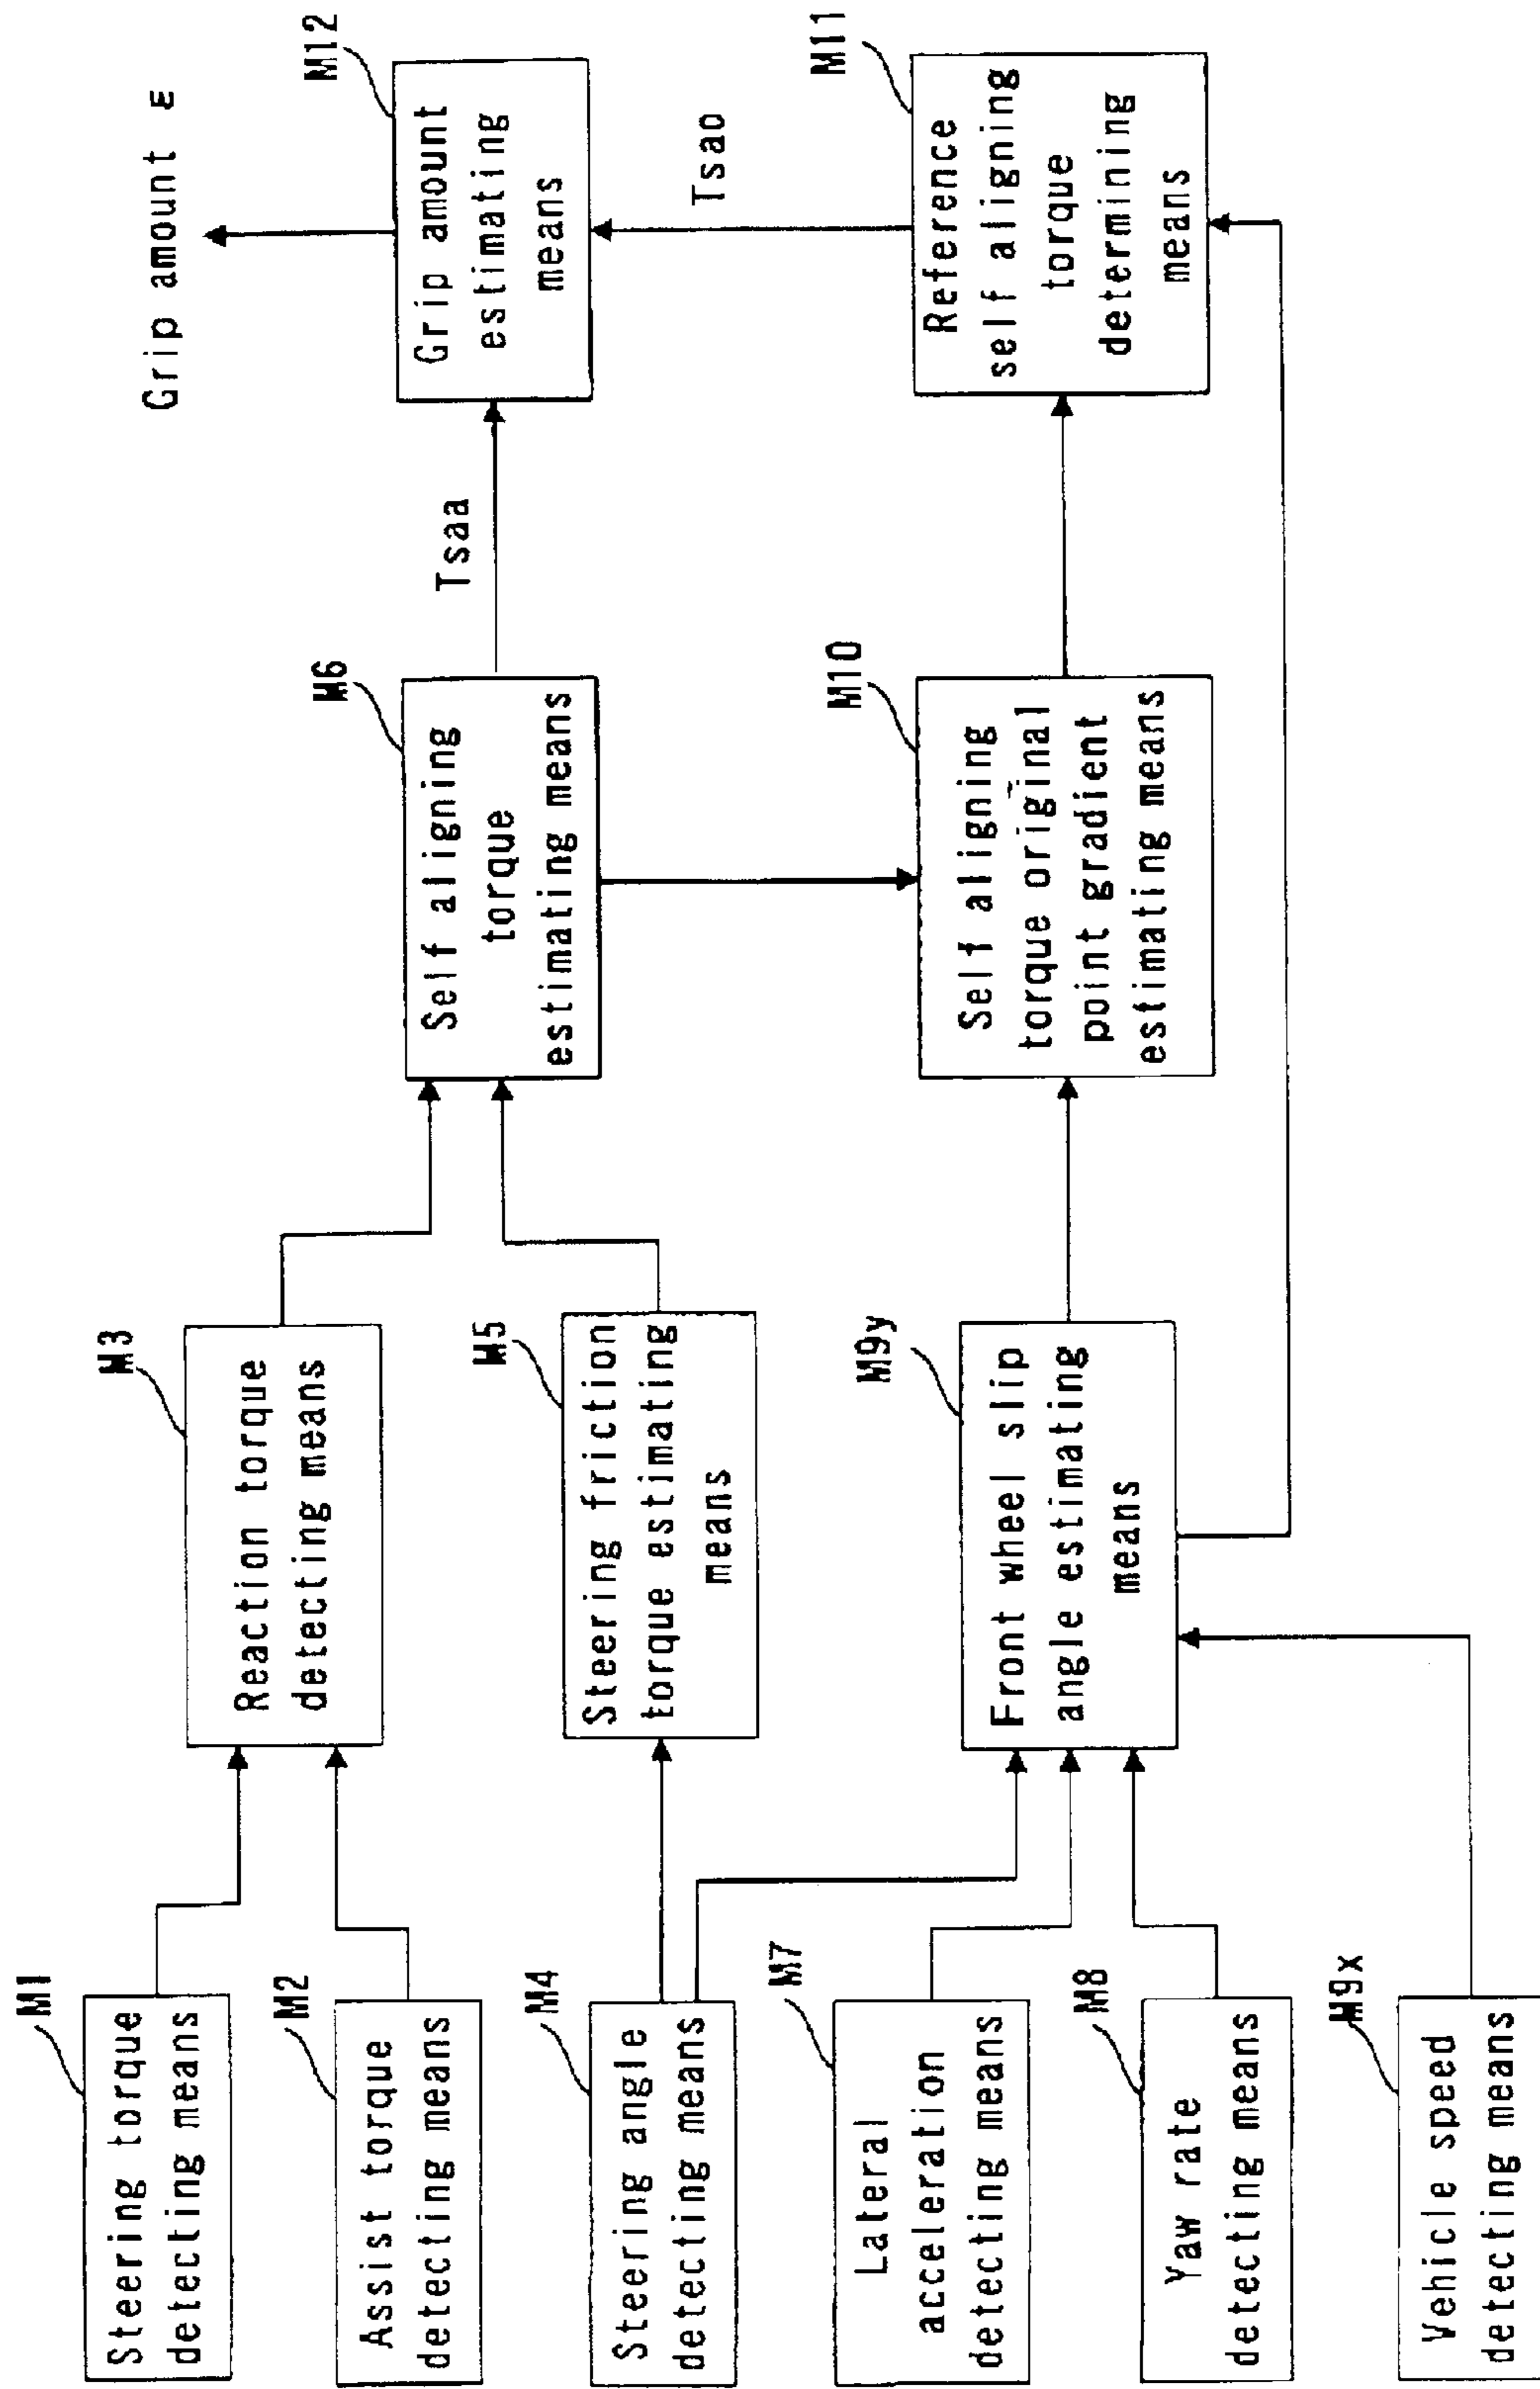 M1
Steering torque
detecting means
M2
Assist torque
detecting means
M3
Reaction torque
detecting means
M4
Steering angle
detecting means
M5
Steering friction
torque estimating
means
M6
Self aligning
torque
estimating means
Tsaa
M12
Grip amount
estimating
means
Grip amount ε
M7
Lateral
acceleration
detecting means
M8
Yaw rate
detecting means
M9x
Vehicle speed
detecting means
M9y
Front wheel slip
angle estimating
means
M10
Self aligning
torque original
point gradient
estimating means
M11
Reference
self aligning
torque
determining
means
Tsao